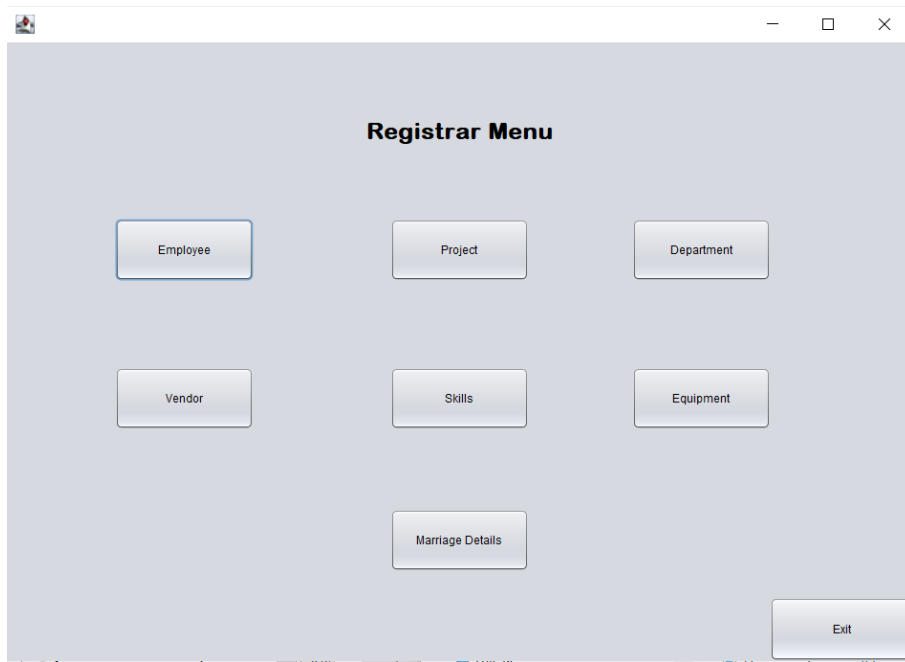 Registrar Menu
Employee
Project
Department
Vendor
Skills
Equipment
Marriage Details
Exit